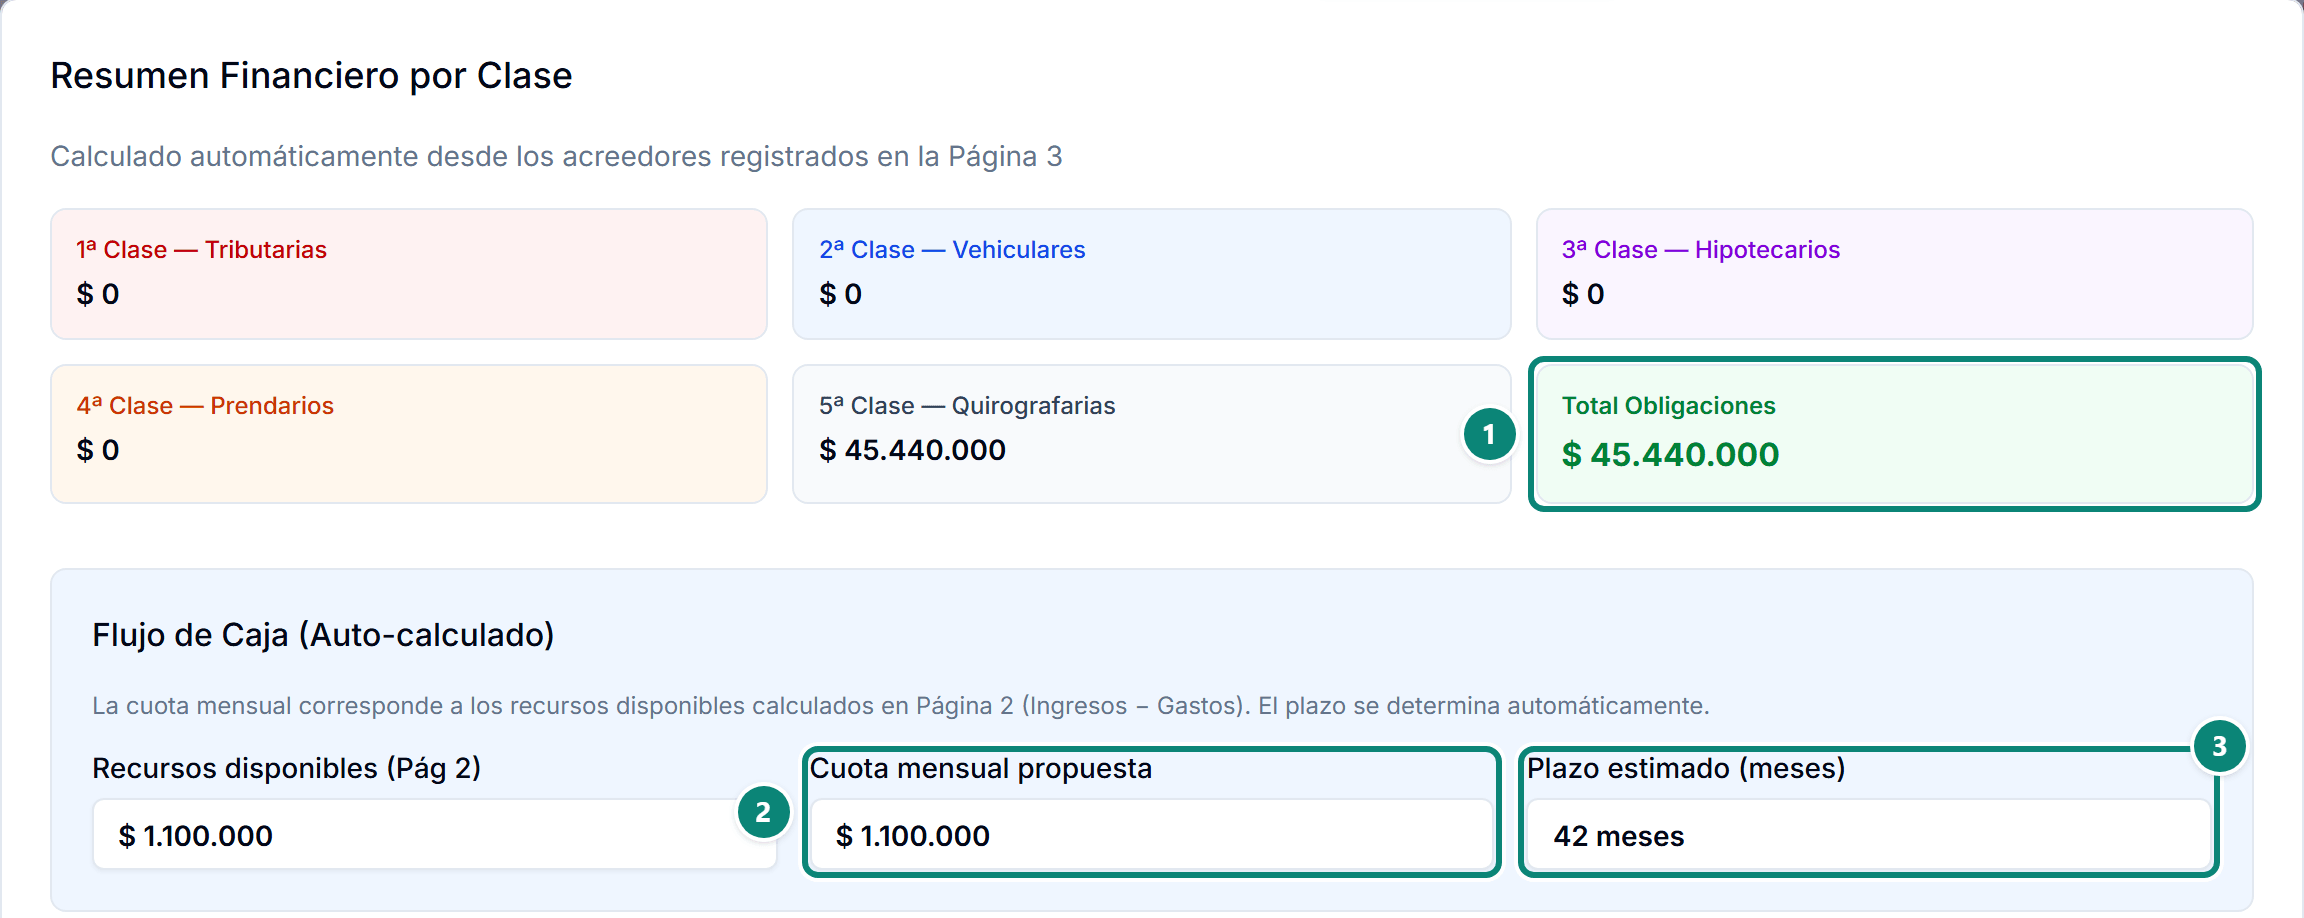 Resumen Financiero por Clase
Calculado automáticamente desde los acreedores registrados en la Página 3
1ª Clase — Tributarias
$ 0
2ª Clase — Vehiculares
$ 0
3ª Clase — Hipotecarios
$ 0
4ª Clase — Prendarios
$ 0
5ª Clase — Quirografarias
$ 45.440.000
1
Total Obligaciones
$ 45.440.000
Flujo de Caja (Auto-calculado)
La cuota mensual corresponde a los recursos disponibles calculados en Página 2 (Ingresos − Gastos). El plazo se determina automáticamente.
Recursos disponibles (Pág 2)
$ 1.100.000
2
Cuota mensual propuesta
$ 1.100.000
3
Plazo estimado (meses)
42 meses